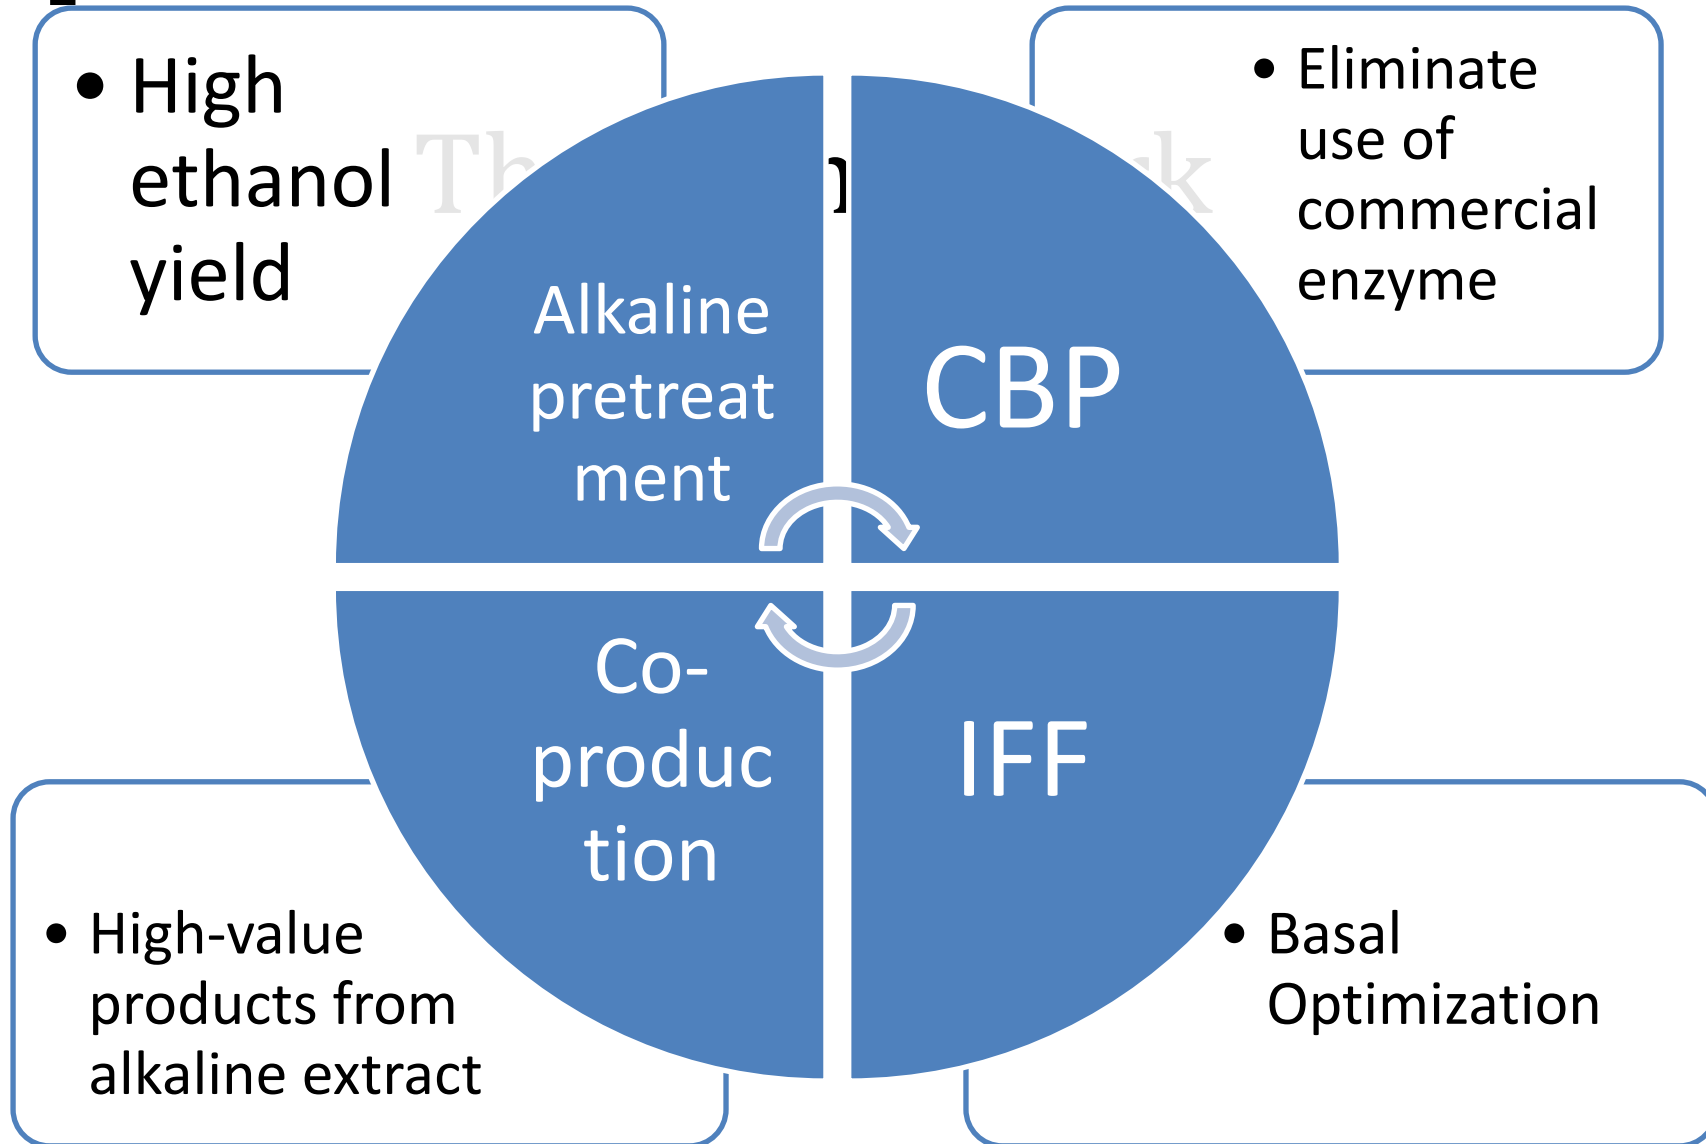 • High
ethanol
yield
• Eliminate
use of
commercial
enzyme
Alkaline
pretreat
ment
CBP
Co-
produc
tion
IFF
• High-value
products from
alkaline extract
• Basal
Optimization